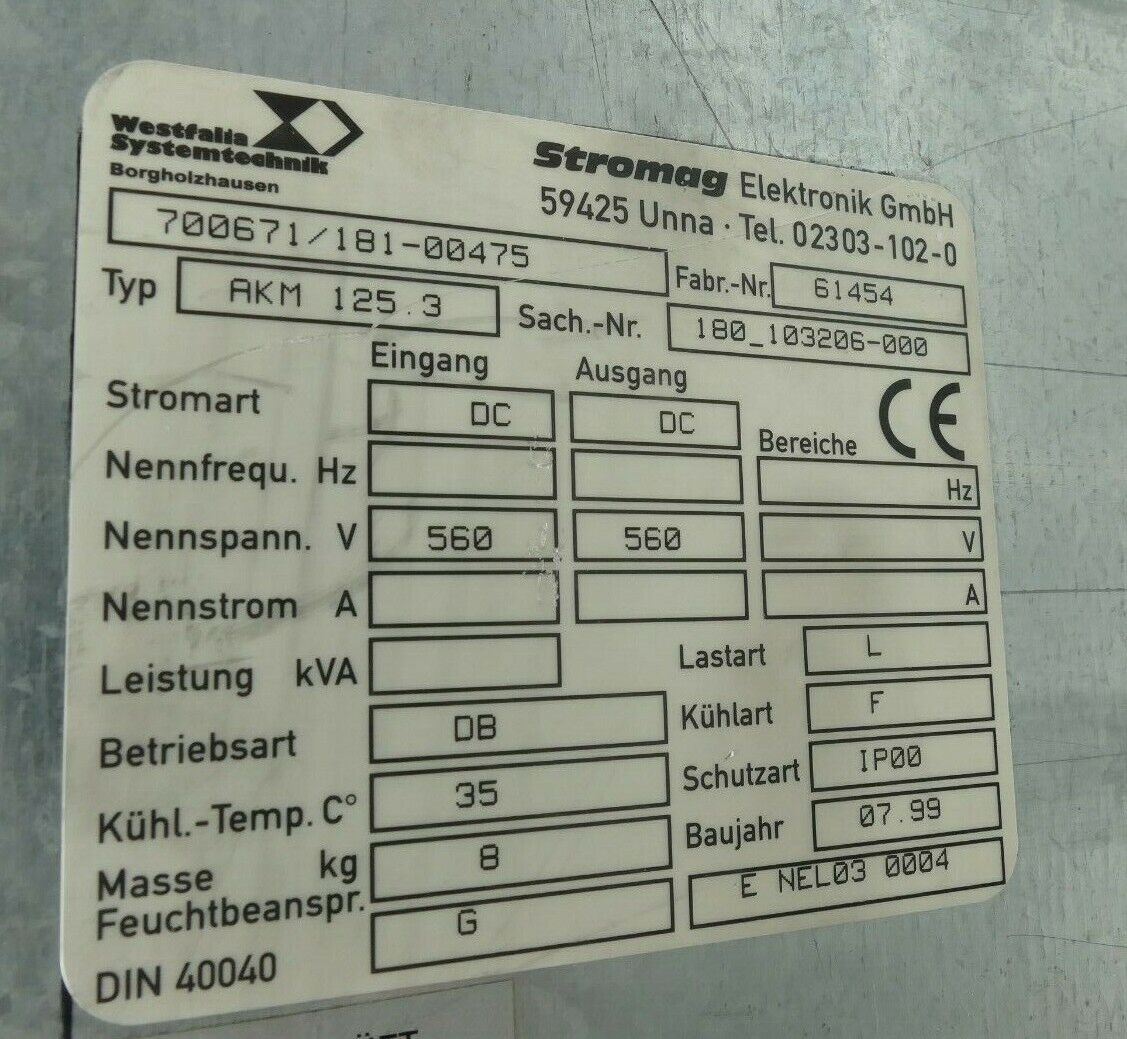 Westfalia
Systemtechnik
Borgholzhausen
Stromag Elektronik GmbH
59425 Unna · Tel. 02303-102-0
700671/181-00475
Fabr.-Nr. 61454
Typ AKM 125.3
Sach.-Nr. 180_103206-000
Eingang Ausgang
Stromart DC DC
Bereiche CE
Nennfrequ. Hz Hz
Nennspann. V 560 560 V
Nennstrom A A
Leistung kVA
Lastart L
Betriebsart DB
Kühlart F
Kühl.-Temp. C° 35
Schutzart IP00
Masse kg 8
Baujahr 07.99
Feuchtbeanspr.
DIN 40040 G
E NEL03 0004